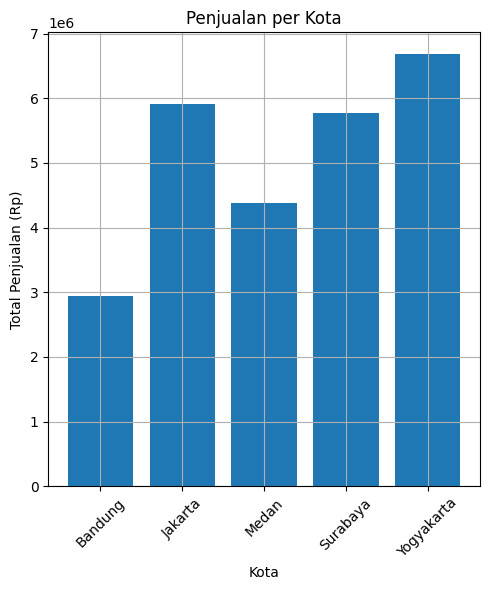 Penjualan per Kota
1e6
7
6
5
4
3
2
1
0
Total Penjualan (Rp)
Bandung
Jakarta
Medan
Surabaya
Yogyakarta
Kota